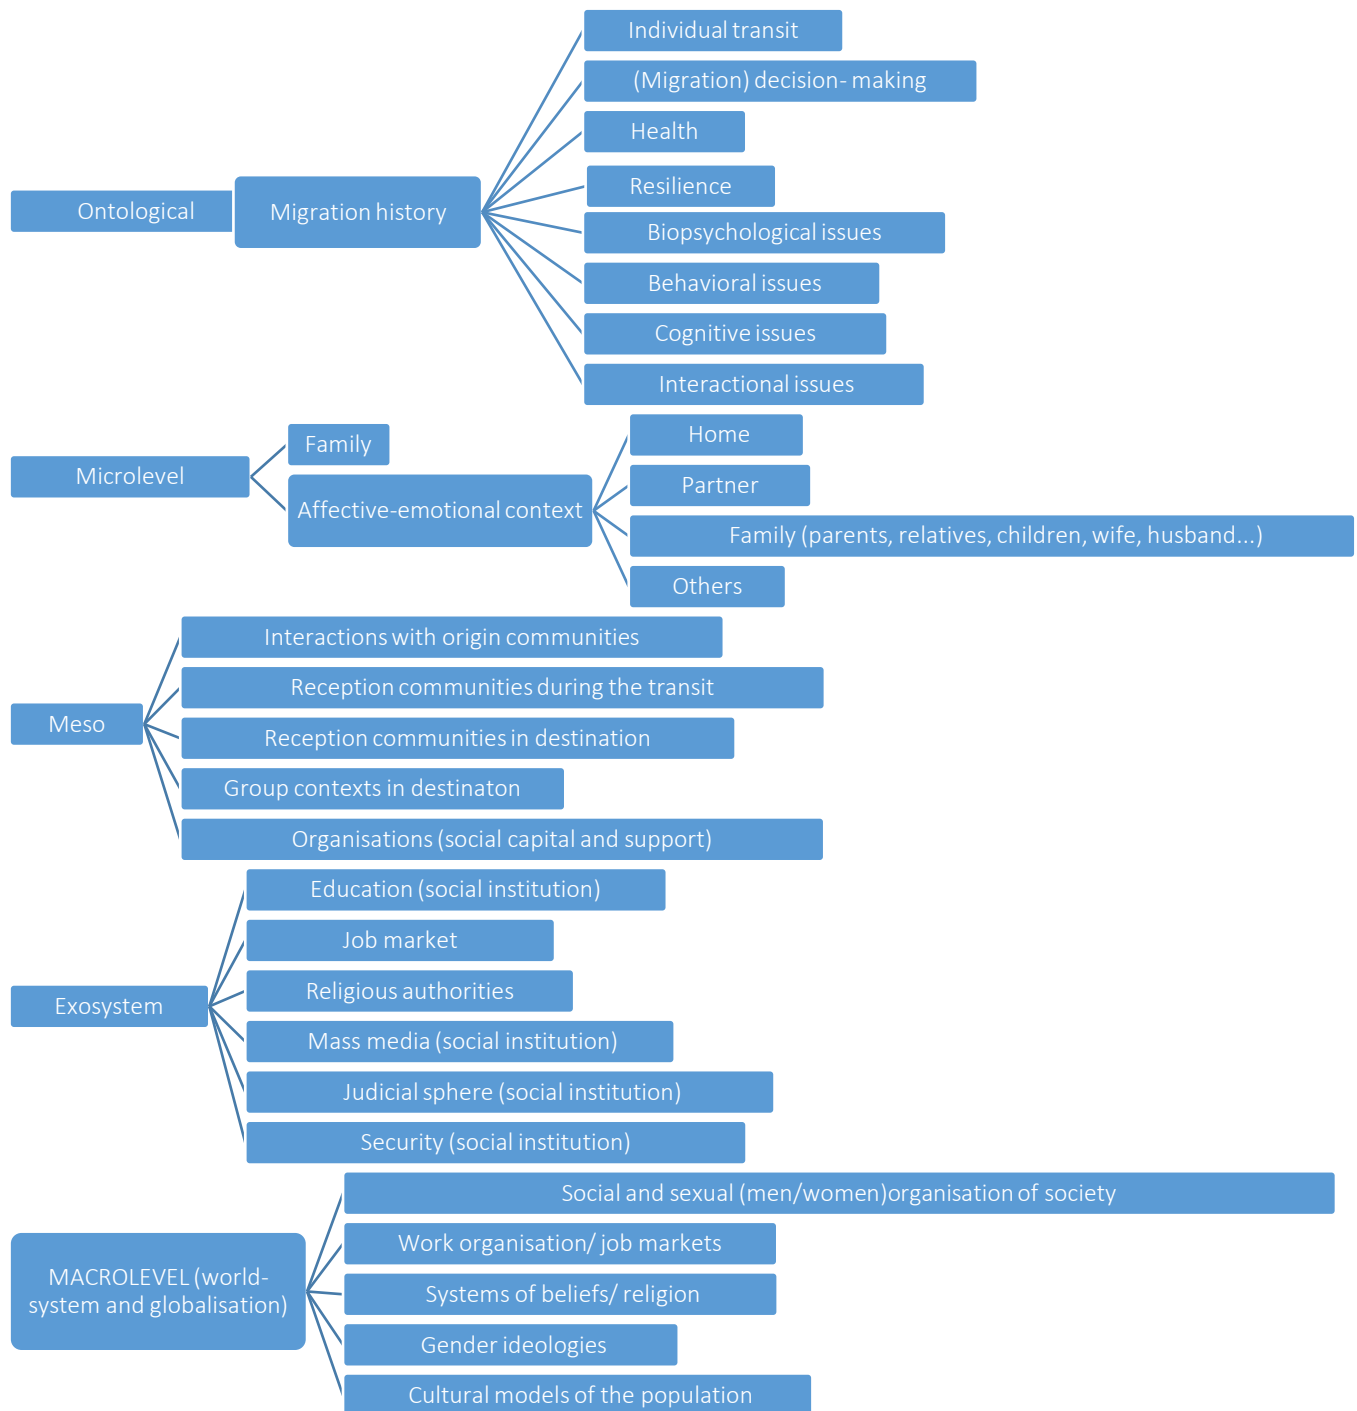 Individual transit
(Migration) decision- making
Health
Resilience
Ontological
Migration history
Biopsychological issues
Behavioral issues
Cognitive issues
Interactional issues
Microlevel
Family
Affective-emotional context
Home
Partner
Family (parents, relatives, children, wife, husband...)
Others
Meso
Interactions with origin communities
Reception communities during the transit
Reception communities in destination
Group contexts in destinaton
Organisations (social capital and support)
Exosystem
Education (social institution)
Job market
Religious authorities
Mass media (social institution)
Judicial sphere (social institution)
Security (social institution)
MACROLEVEL (world-
system and globalisation)
Social and sexual (men/women)organisation of society
Work organisation/ job markets
Systems of beliefs/ religion
Gender ideologies
Cultural models of the population